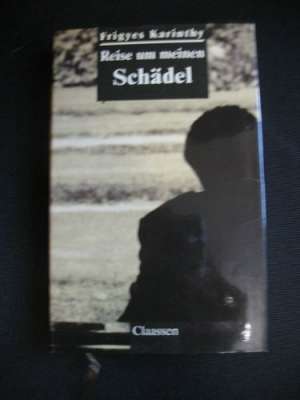 Frigyes Karinthy
Reise um meinen
Schädel
Claassen